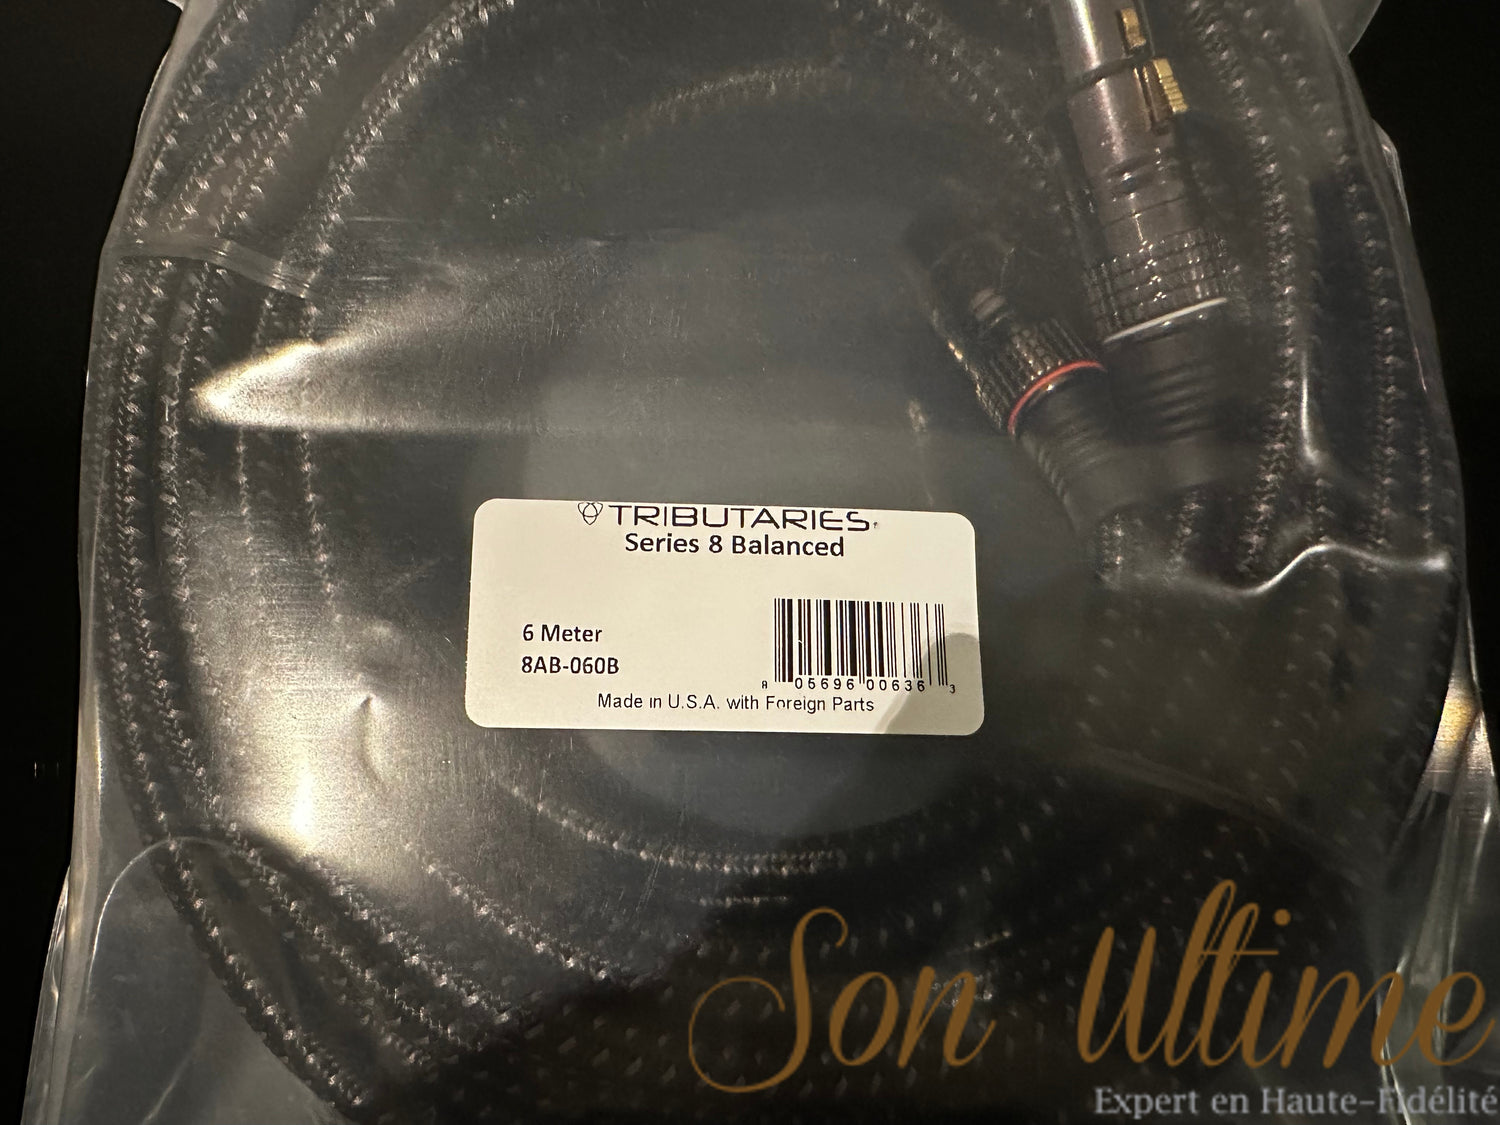 TRIBUTARIES
Series 8 Balanced
6 Meter
8AB-060B
8 05696 00636 3
Made in U.S.A. with Foreign Parts
Son Ultime
Expert en Haute-Fidélité